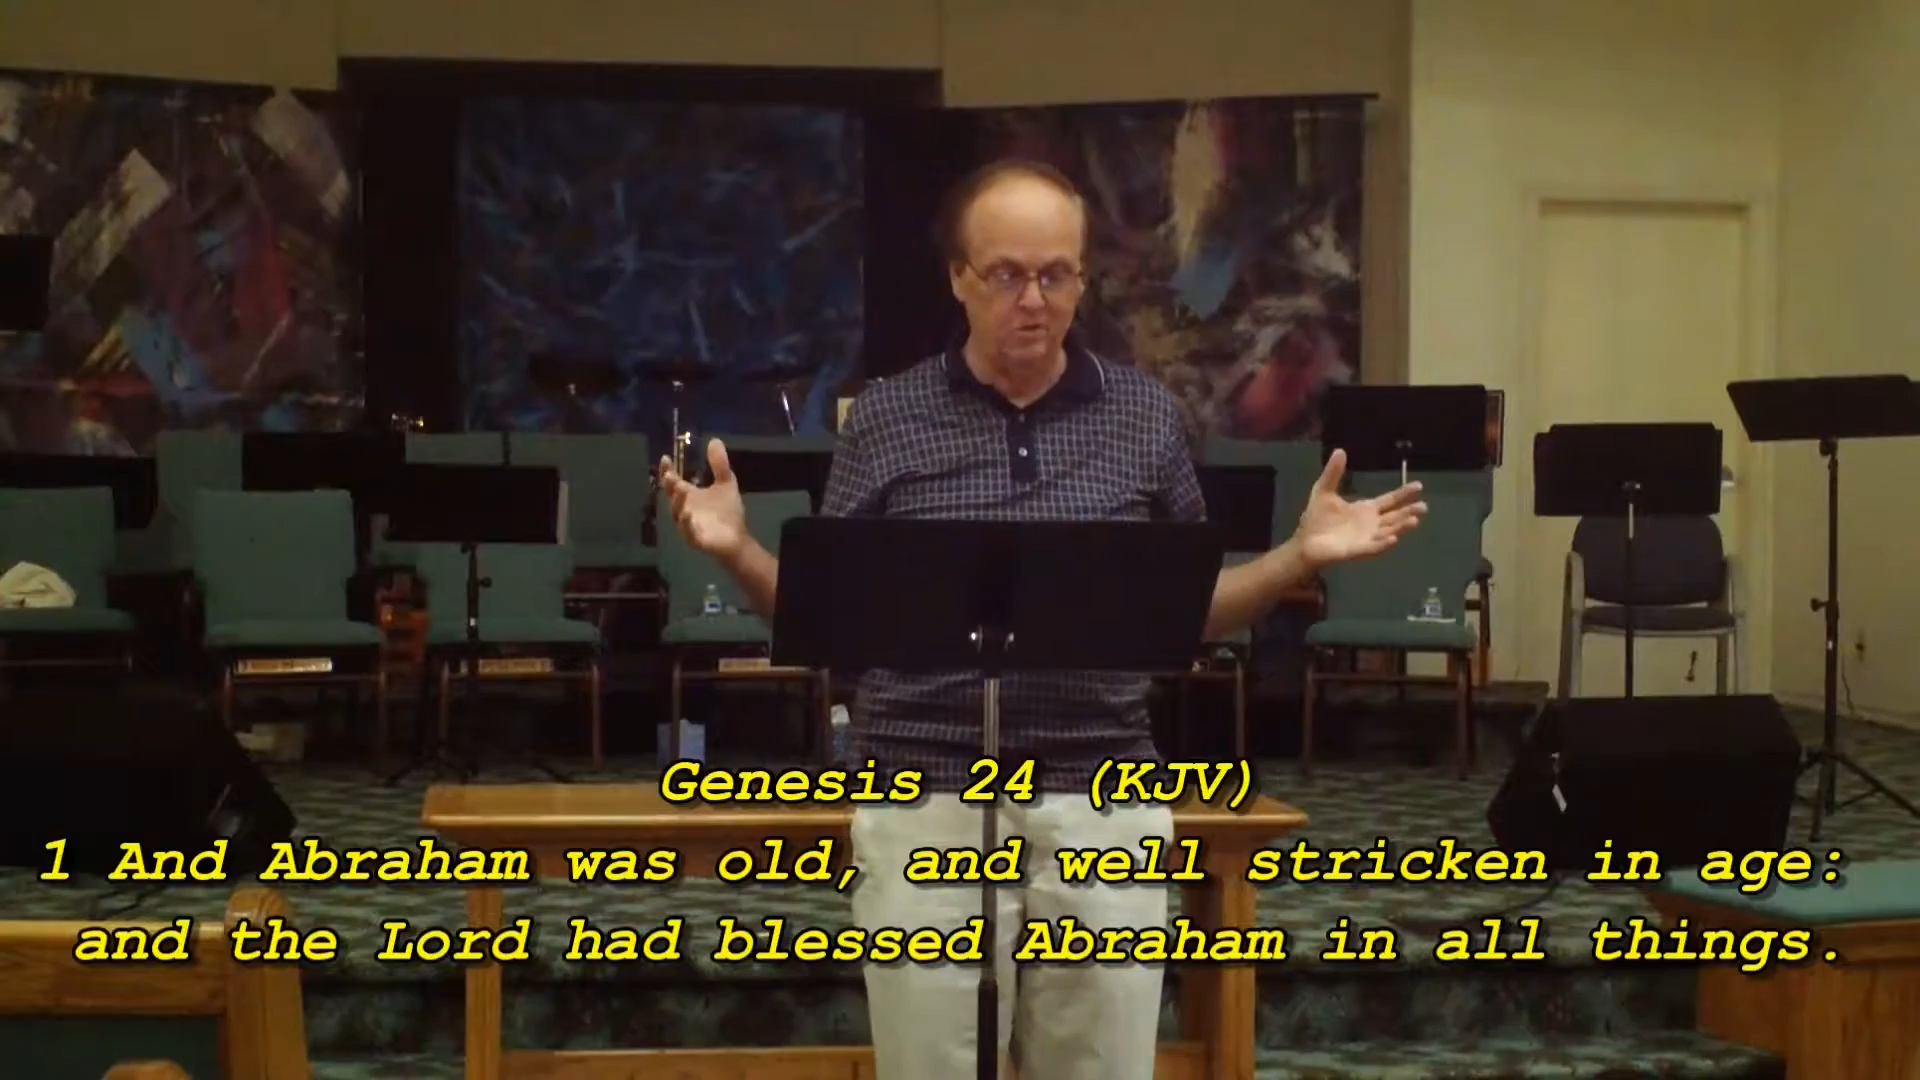 Genesis 24 (KJV)
1 And Abraham was old, and well stricken in age:
and the Lord had blessed Abraham in all things.